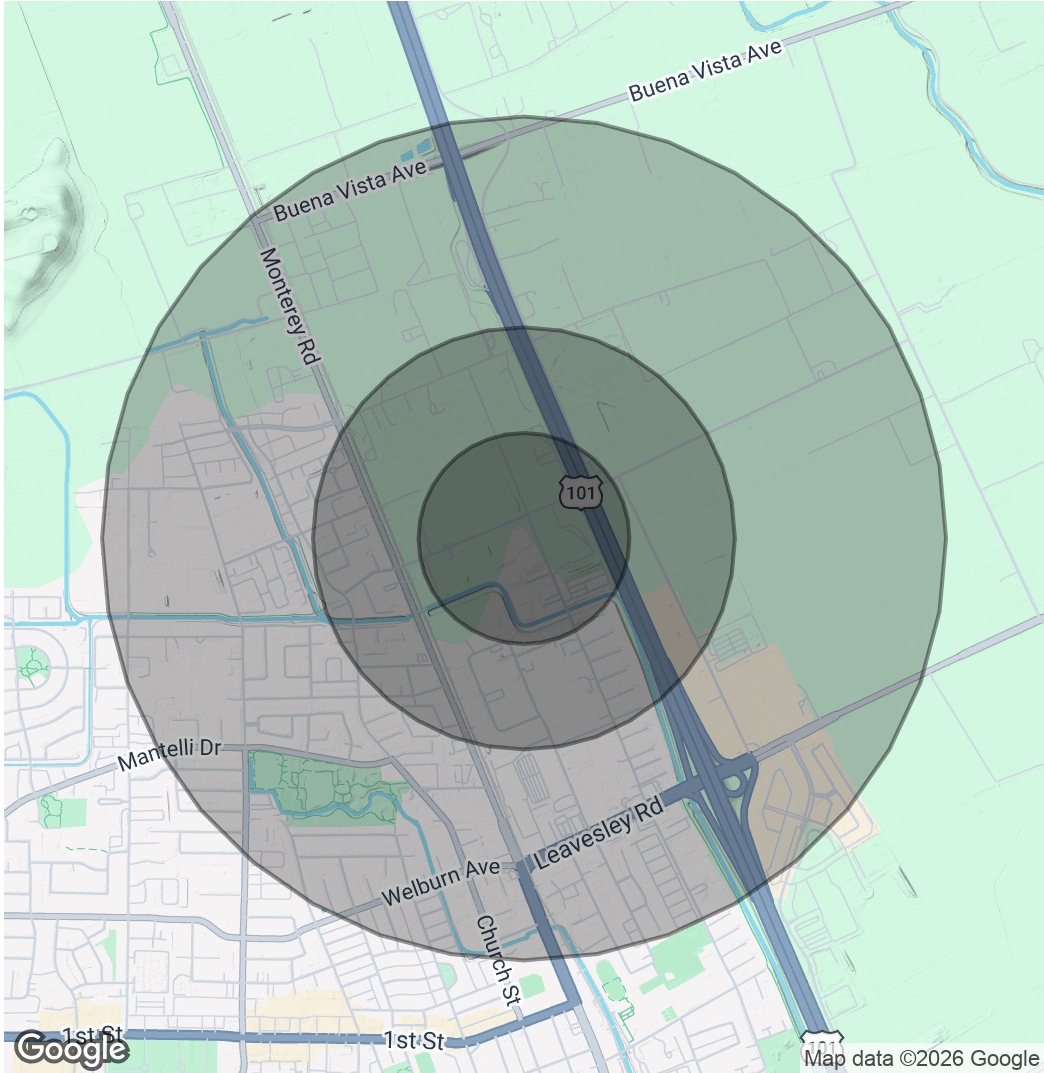 Buena Vista Ave
Buena Vista Ave
Monterey Rd
101
Mantelli Dr
Leavesley Rd
Welburn Ave
Church St
1st St
1st St
101
Google
Map data ©2026 Google